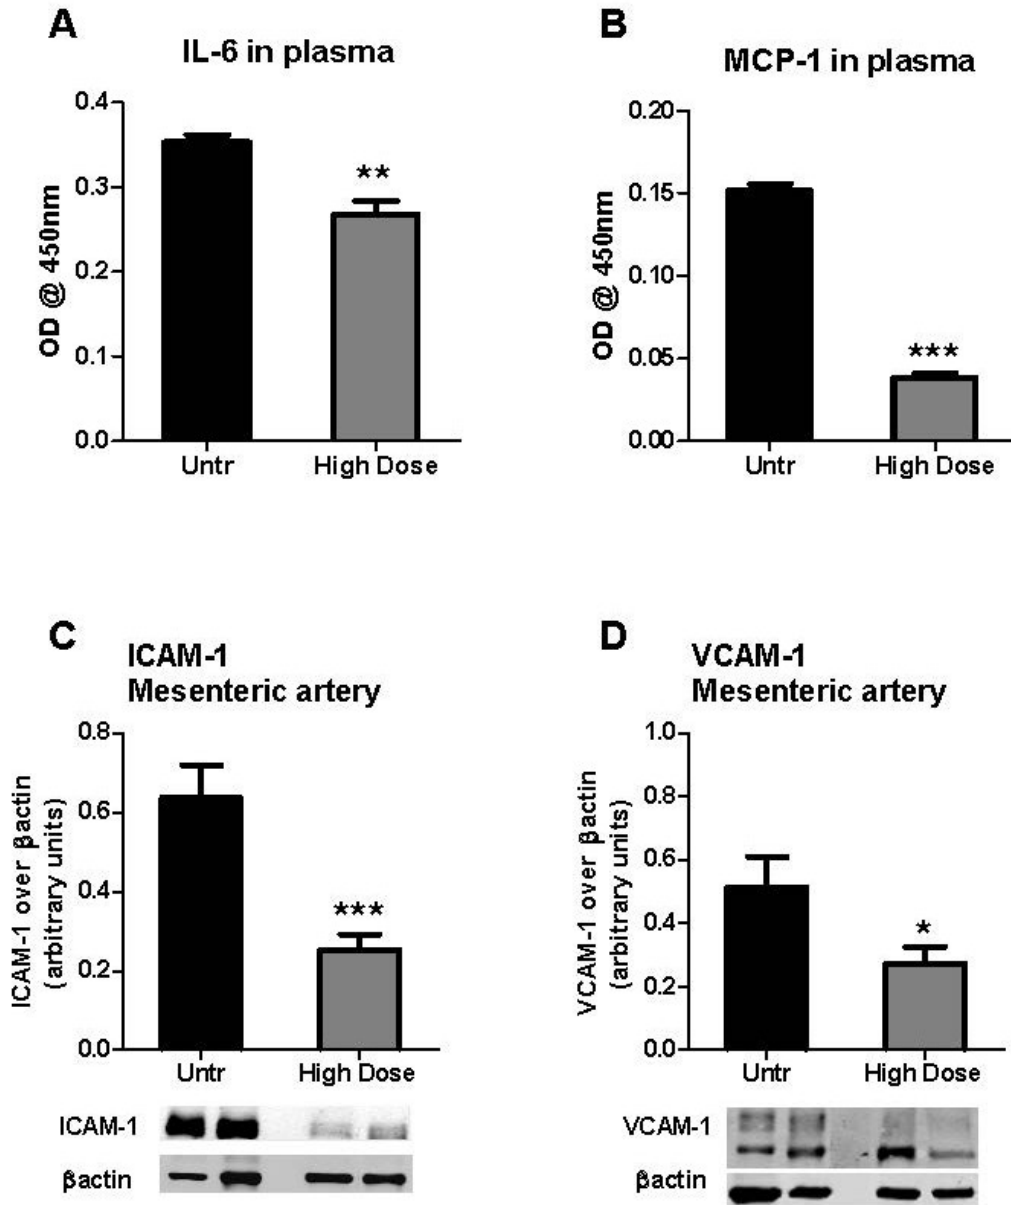 A
IL-6 in plasma
OD @ 450nm
0.4
0.3
0.2
0.1
0.0
**
Untr
High Dose
B
MCP-1 in plasma
OD @ 450nm
0.20
0.15
0.10
0.05
0.00
***
Untr
High Dose
C
ICAM-1
Mesenteric artery
ICAM-1 over βactin
(arbitrary units)
0.8
0.6
0.4
0.2
0.0
***
Untr
High Dose
ICAM-1
βactin
D
VCAM-1
Mesenteric artery
VCAM-1 over βactin
(arbitrary units)
1.0
0.8
0.6
0.4
0.2
0.0
*
Untr
High Dose
VCAM-1
βactin